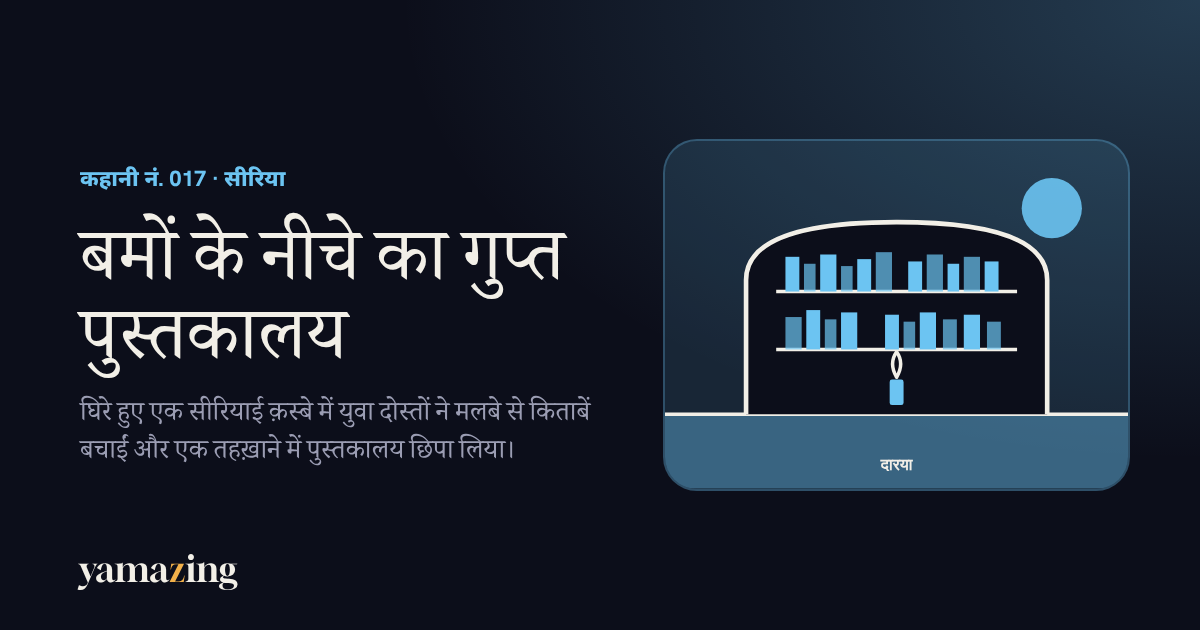 कहानी नं. 017 · सीरिया
बमों के नीचे का गुप्त
पुस्तकालय
घिरे हुए एक सीरियाई क़स्बे में युवा दोस्तों ने मलबे से किताबें
बचाईं और एक तहख़ाने में पुस्तकालय छिपा लिया।
दारया
yamazing